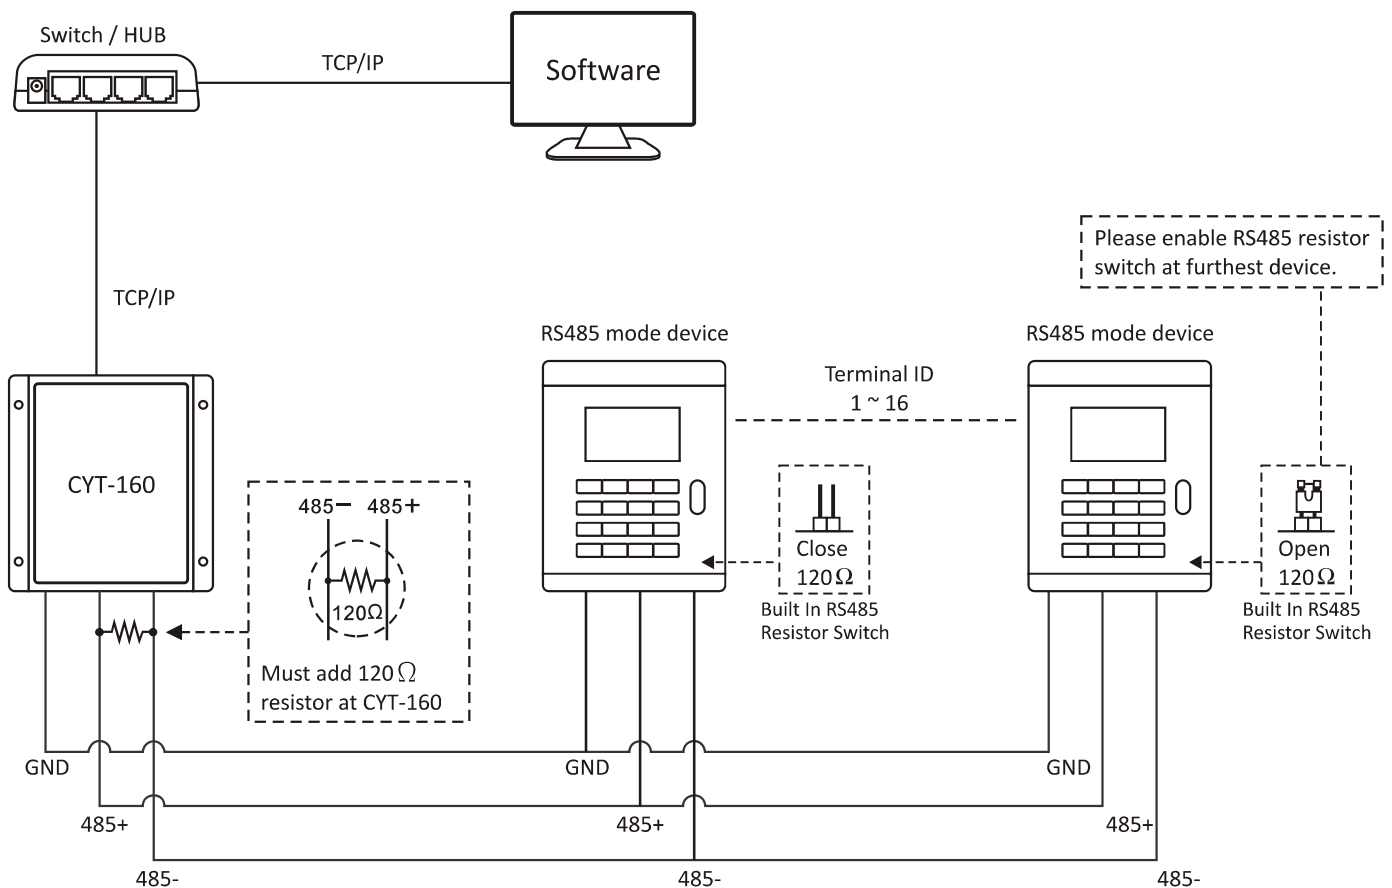 Switch / HUB
TCP/IP
Software
TCP/IP
Please enable RS485 resistor
switch at furthest device.
RS485 mode device
RS485 mode device
Terminal ID
1 ~ 16
CYT-160
485− 485+
120Ω
Must add 120Ω
resistor at CYT-160
Close
120Ω
Built In RS485
Resistor Switch
Open
120Ω
Built In RS485
Resistor Switch
GND
GND
GND
485+
485+
485+
485-
485-
485-